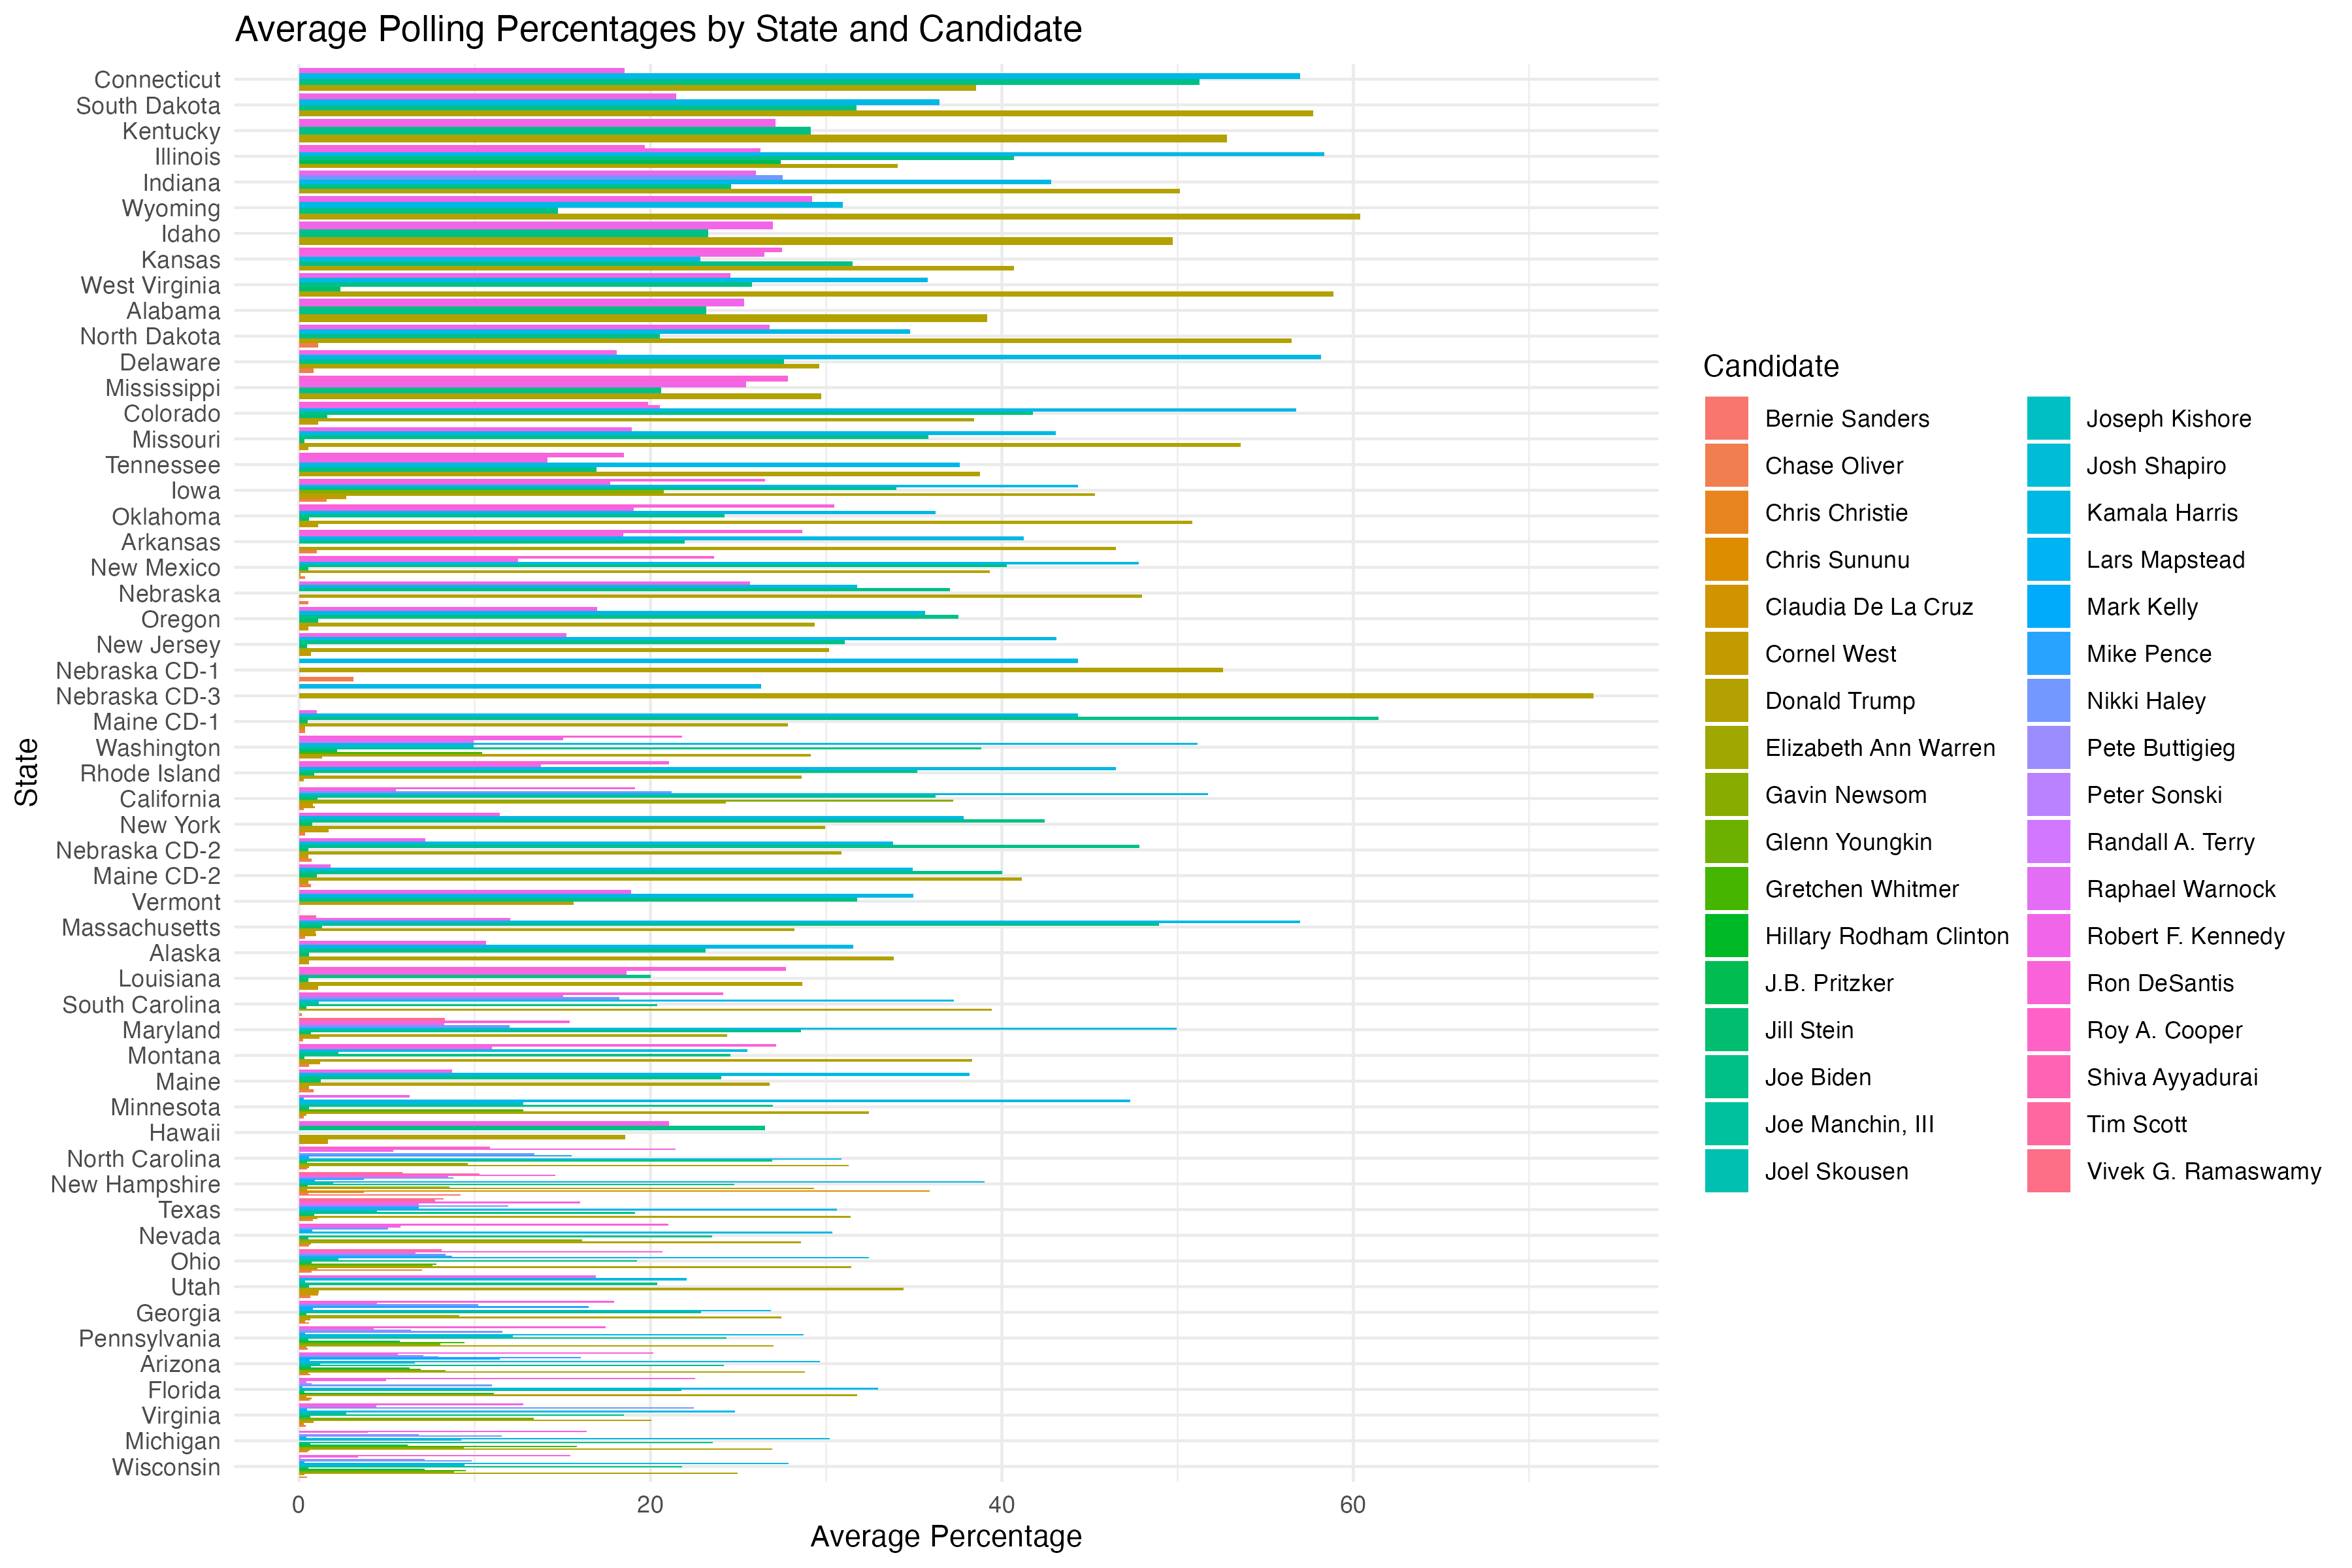 Average Polling Percentages by State and Candidate
State
Connecticut
South Dakota
Kentucky
Illinois
Indiana
Wyoming
Idaho
Kansas
West Virginia
Alabama
North Dakota
Delaware
Mississippi
Colorado
Missouri
Tennessee
Iowa
Oklahoma
Arkansas
New Mexico
Nebraska
Oregon
New Jersey
Nebraska CD-1
Nebraska CD-3
Maine CD-1
Washington
Rhode Island
California
New York
Nebraska CD-2
Maine CD-2
Vermont
Massachusetts
Alaska
Louisiana
South Carolina
Maryland
Montana
Maine
Minnesota
Hawaii
North Carolina
New Hampshire
Texas
Nevada
Ohio
Utah
Georgia
Pennsylvania
Arizona
Florida
Virginia
Michigan
Wisconsin
0 20 40 60
Average Percentage
Candidate
Bernie Sanders
Chase Oliver
Chris Christie
Chris Sununu
Claudia De La Cruz
Cornel West
Donald Trump
Elizabeth Ann Warren
Gavin Newsom
Glenn Youngkin
Gretchen Whitmer
Hillary Rodham Clinton
J.B. Pritzker
Jill Stein
Joe Biden
Joe Manchin, III
Joel Skousen
Joseph Kishore
Josh Shapiro
Kamala Harris
Lars Mapstead
Mark Kelly
Mike Pence
Nikki Haley
Pete Buttigieg
Peter Sonski
Randall A. Terry
Raphael Warnock
Robert F. Kennedy
Ron DeSantis
Roy A. Cooper
Shiva Ayyadurai
Tim Scott
Vivek G. Ramaswamy